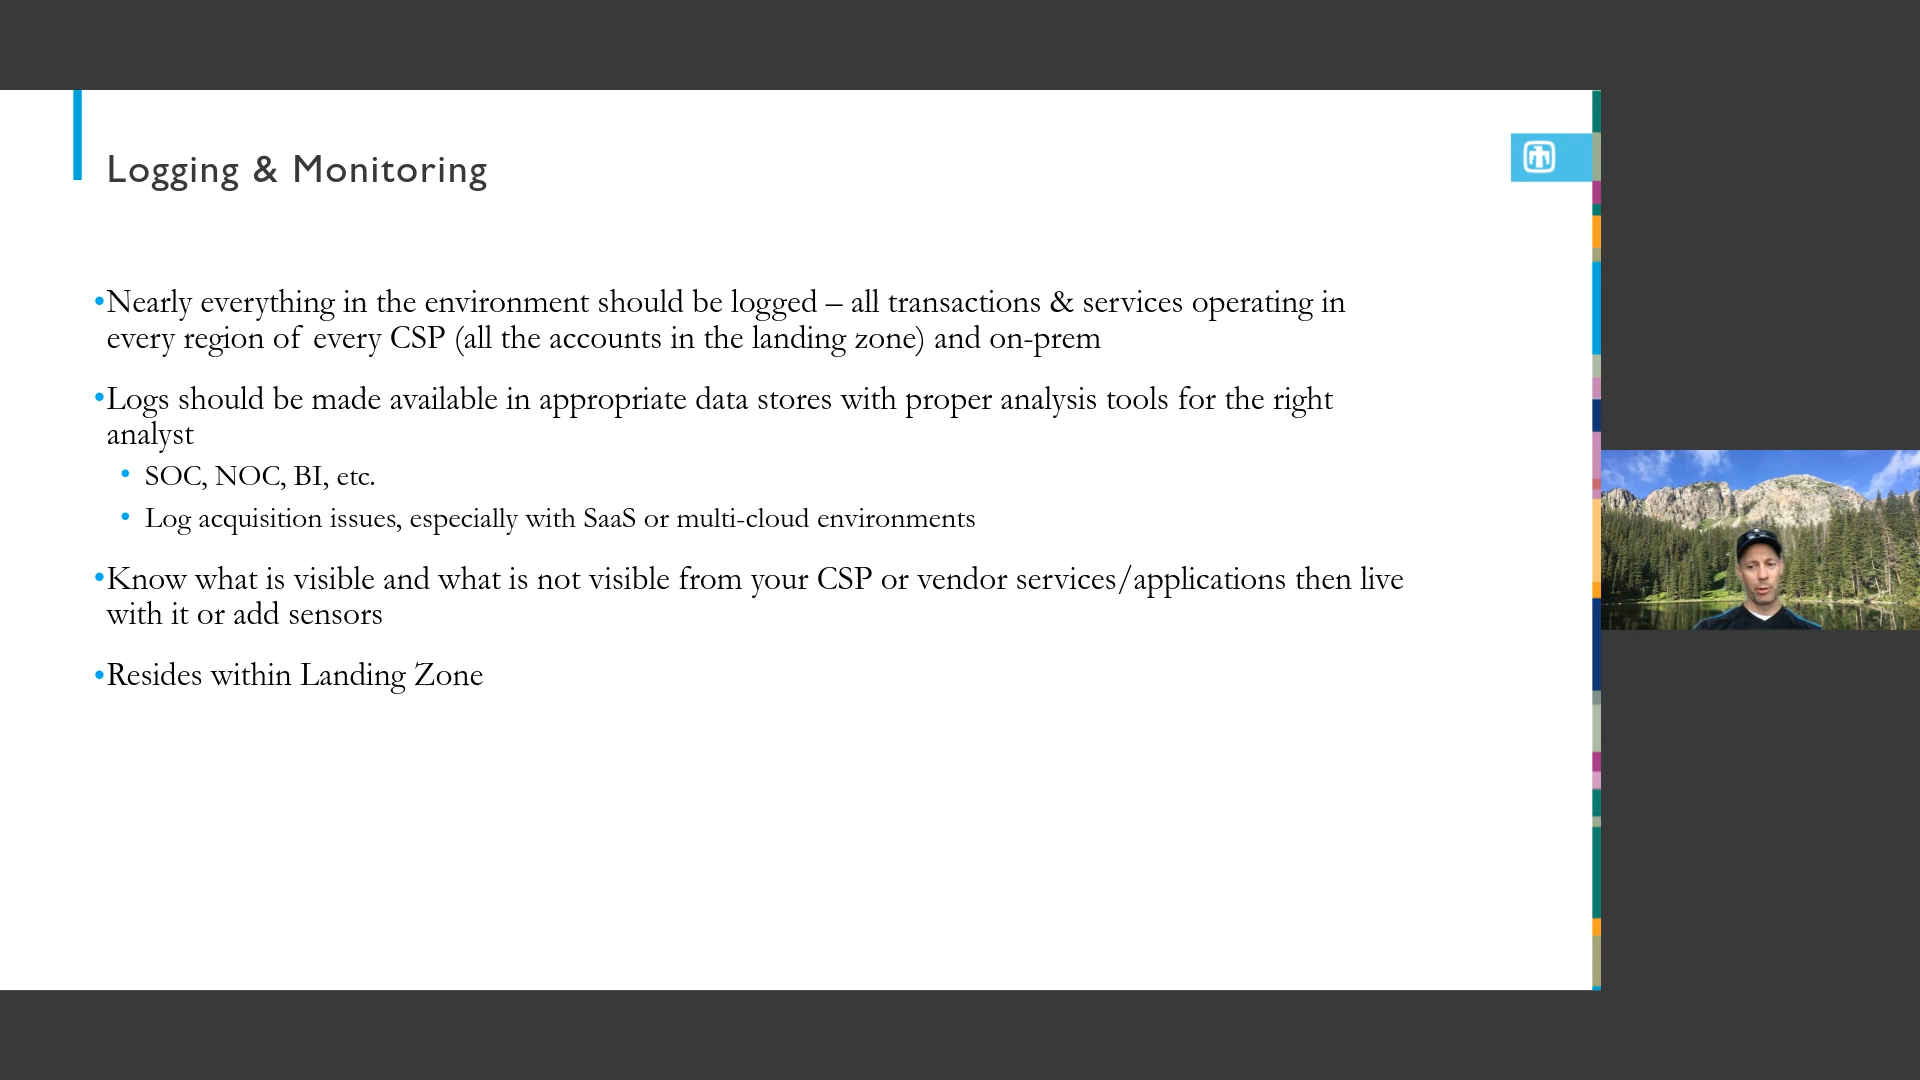 Logging & Monitoring
•Nearly everything in the environment should be logged – all transactions & services operating in
every region of every CSP (all the accounts in the landing zone) and on-prem
•Logs should be made available in appropriate data stores with proper analysis tools for the right
analyst
• SOC, NOC, BI, etc.
• Log acquisition issues, especially with SaaS or multi-cloud environments
•Know what is visible and what is not visible from your CSP or vendor services/applications then live
with it or add sensors
•Resides within Landing Zone